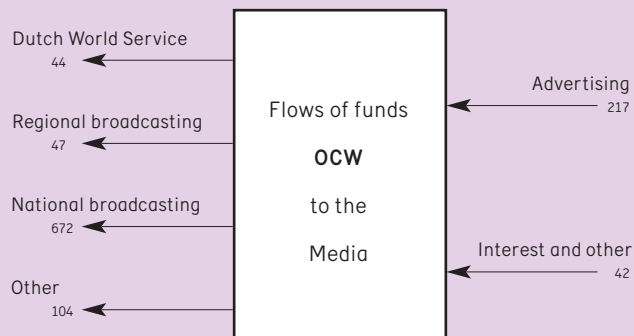 Dutch World Service
44
Regional broadcasting
47
National broadcasting
672
Other
104
Flows of funds
OCW
to the
Media
Advertising
217
Interest and other
42